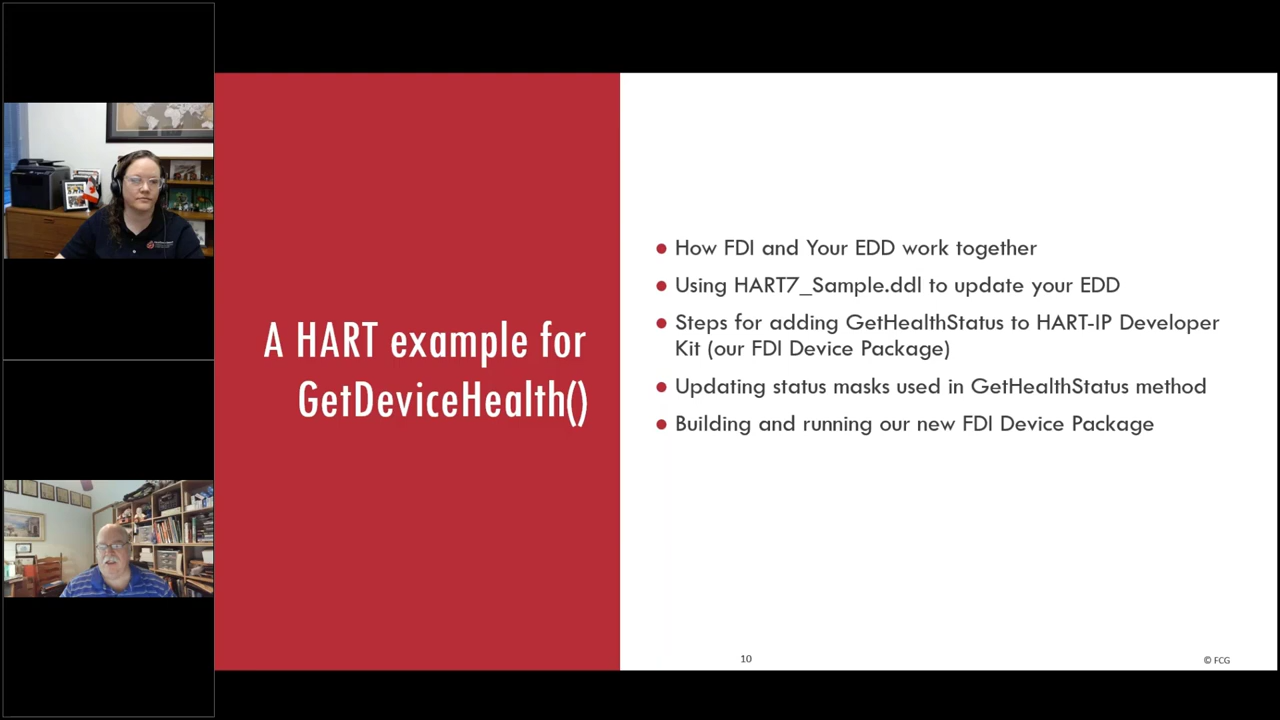 A HART example for
GetDeviceHealth()
How FDI and Your EDD work together
Using HART7_Sample.ddl to update your EDD
Steps for adding GetHealthStatus to HART-IP Developer
Kit (our FDI Device Package)
Updating status masks used in GetHealthStatus method
Building and running our new FDI Device Package
10
© FCG